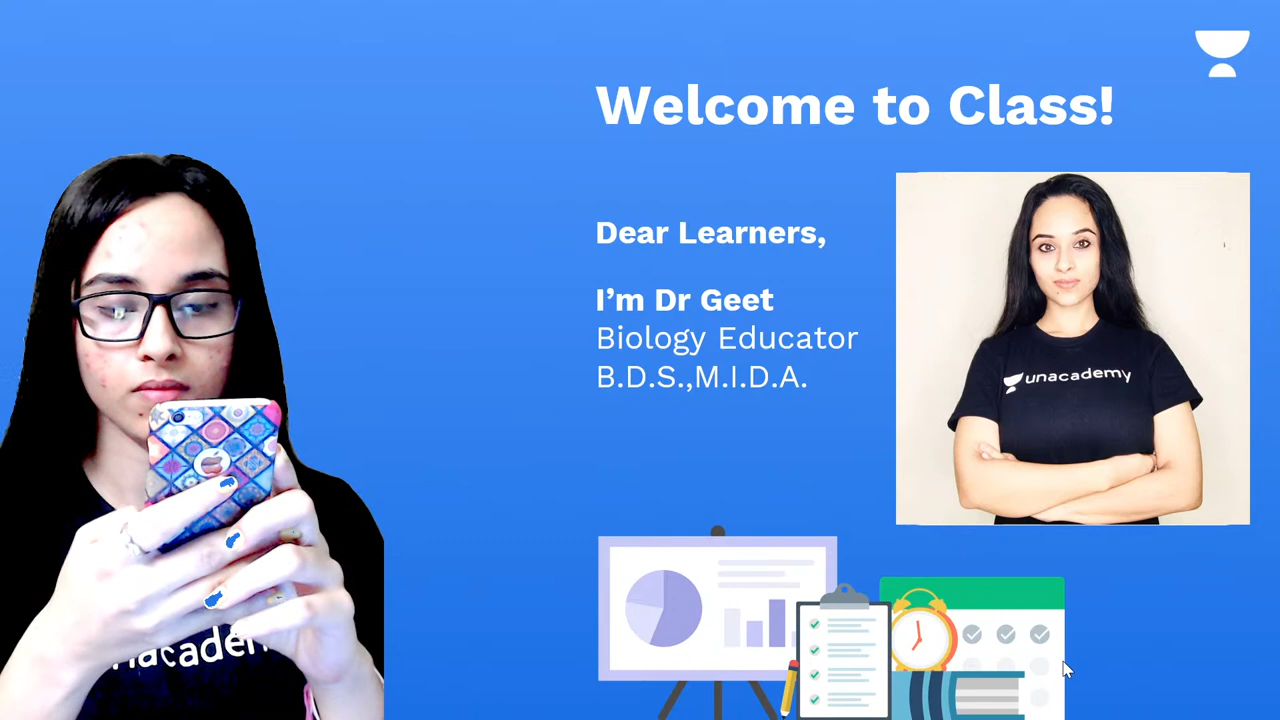 Welcome to Class!
Dear Learners,
I’m Dr Geet
Biology Educator
B.D.S.,M.I.D.A.
unacademy